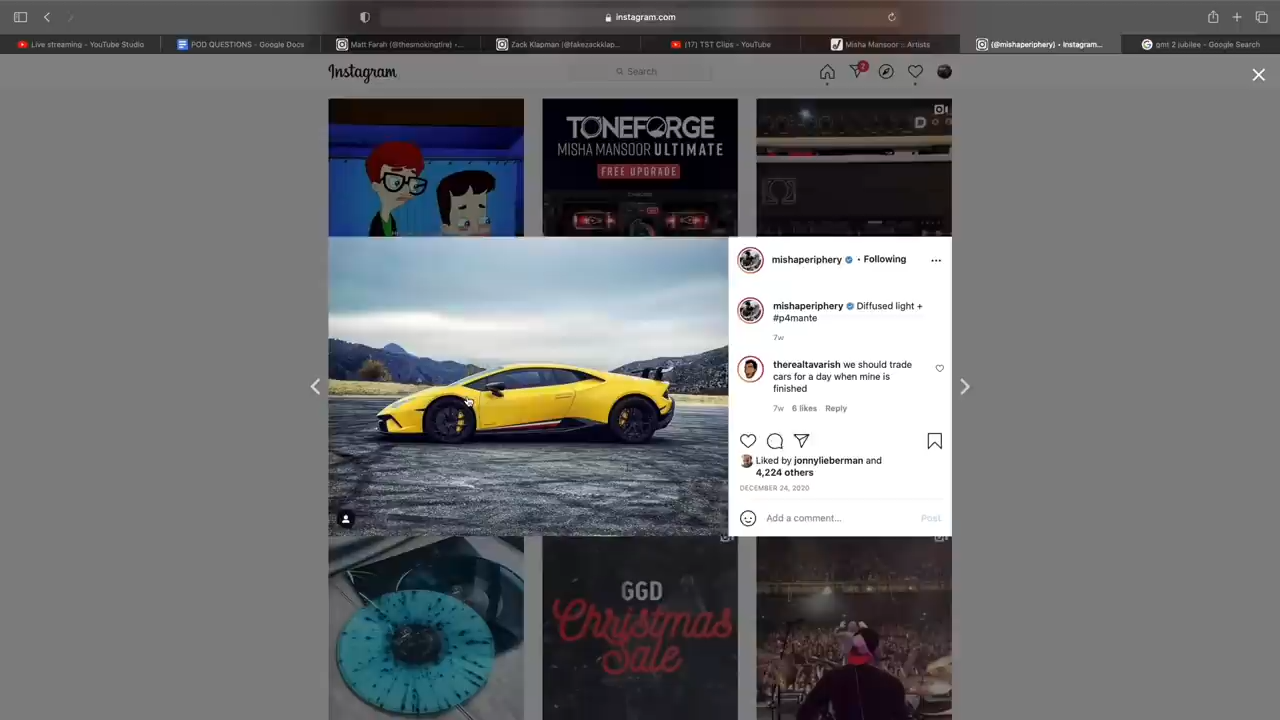 instagram.com
Live streaming - YouTube Studio
POD QUESTIONS - Google Docs
Matt Farah (@thesmokingtire) •...
Zack Klapman (@fakezackklap...
(17) TST Clips - YouTube
Misha Mansoor :: Artists
(@mishaperiphery) • Instagram...
gmt 2 jubilee - Google Search
Instagram
Search
2
TONEFORGE
MISHA MANSOOR ULTIMATE
FREE UPGRADE
mishaperiphery • Following
mishaperiphery Diffused light +
#p4mante
7w
therealtavarish we should trade
cars for a day when mine is
finished
7w 6 likes Reply
Liked by jonnylieberman and
4,224 others
DECEMBER 24, 2020
Add a comment... Post
GGD
Christmas
Sale